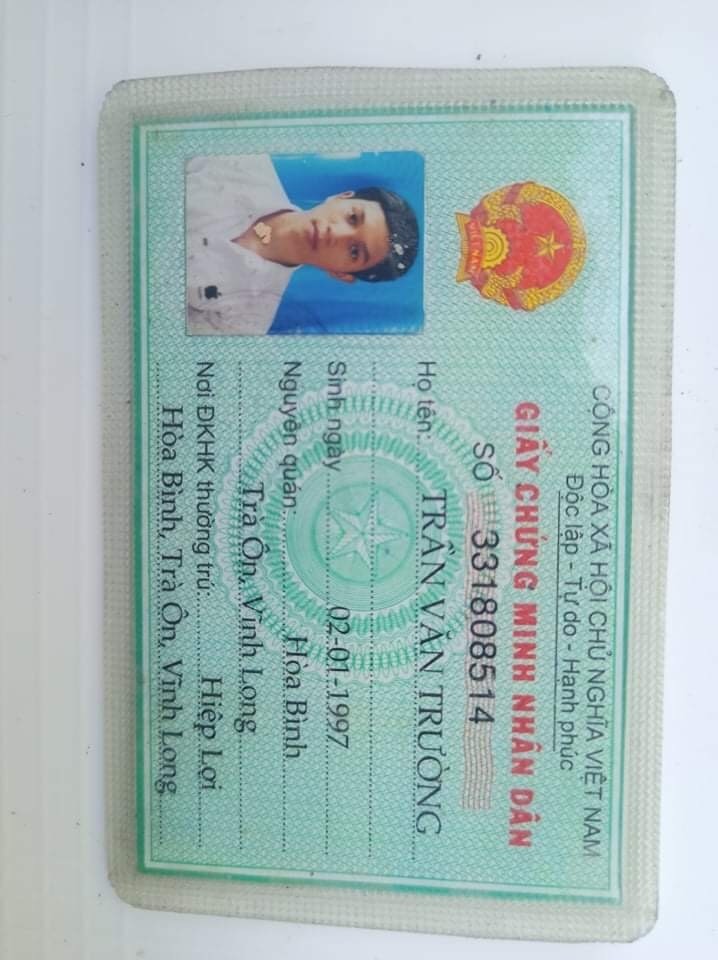 CỘNG HÒA XÃ HỘI CHỦ NGHĨA VIỆT NAM
Độc lập - Tự do - Hạnh phúc
GIẤY CHỨNG MINH NHÂN DÂN
SỐ 331808514
Họ tên: TRẦN VĂN TRƯỜNG
Sinh ngày 02-01-1997
Nguyên quán: Hòa Bình
Trà Ôn, Vĩnh Long
Nơi ĐKHK thường trú: Hiệp Lợi
Hòa Bình, Trà Ôn, Vĩnh Long
VIỆT NAM